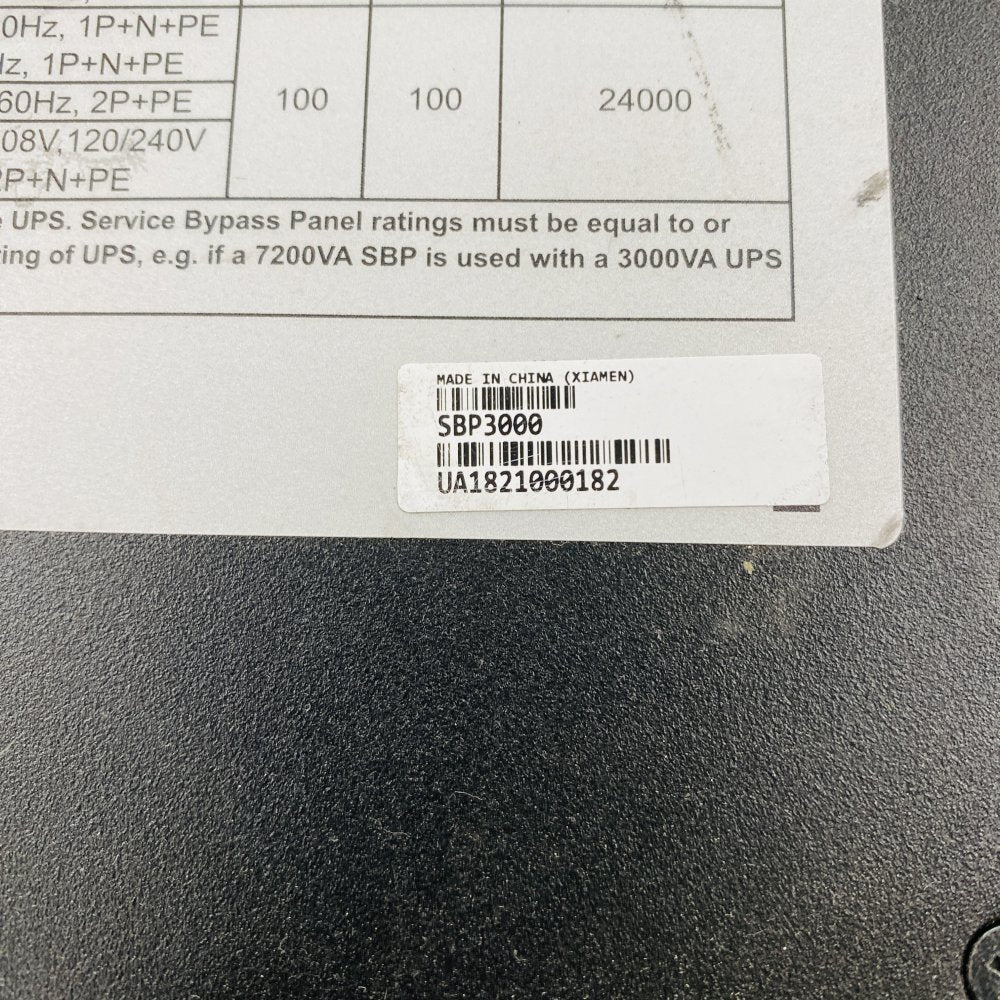 0Hz, 1P+N+PE
Hz, 1P+N+PE
60Hz, 2P+PE
08V,120/240V
2P+N+PE
100 100 24000
UPS. Service Bypass Panel ratings must be equal to or
ing of UPS, e.g. if a 7200VA SBP is used with a 3000VA UPS
MADE IN CHINA (XIAMEN)
SBP3000
UA1821000182